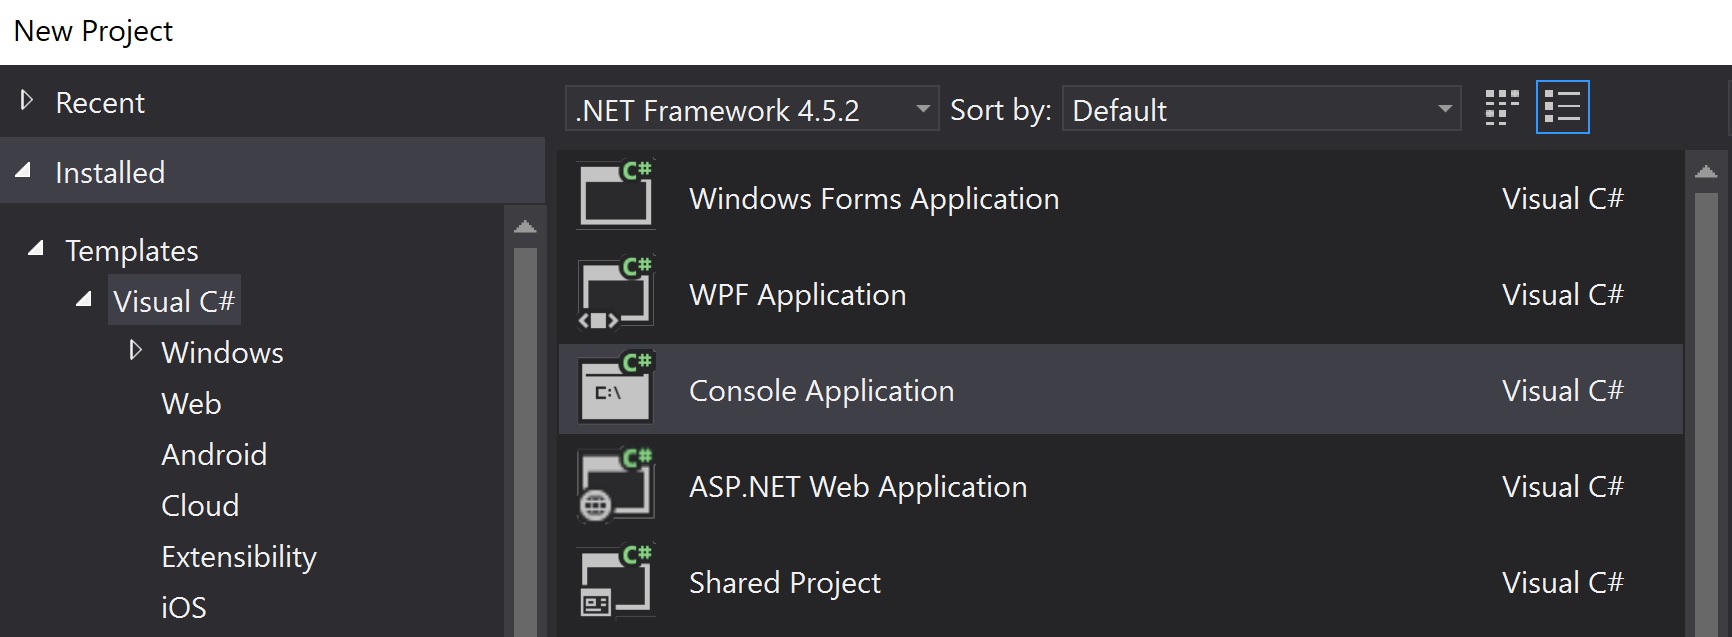 New Project
Recent
.NET Framework 4.5.2
Sort by:
Default
Installed
Templates
Visual C#
Windows
Web
Android
Cloud
Extensibility
iOS
C#
Windows Forms Application
Visual C#
C#
WPF Application
Visual C#
C#
C:\
Console Application
Visual C#
C#
ASP.NET Web Application
Visual C#
C#
Shared Project
Visual C#